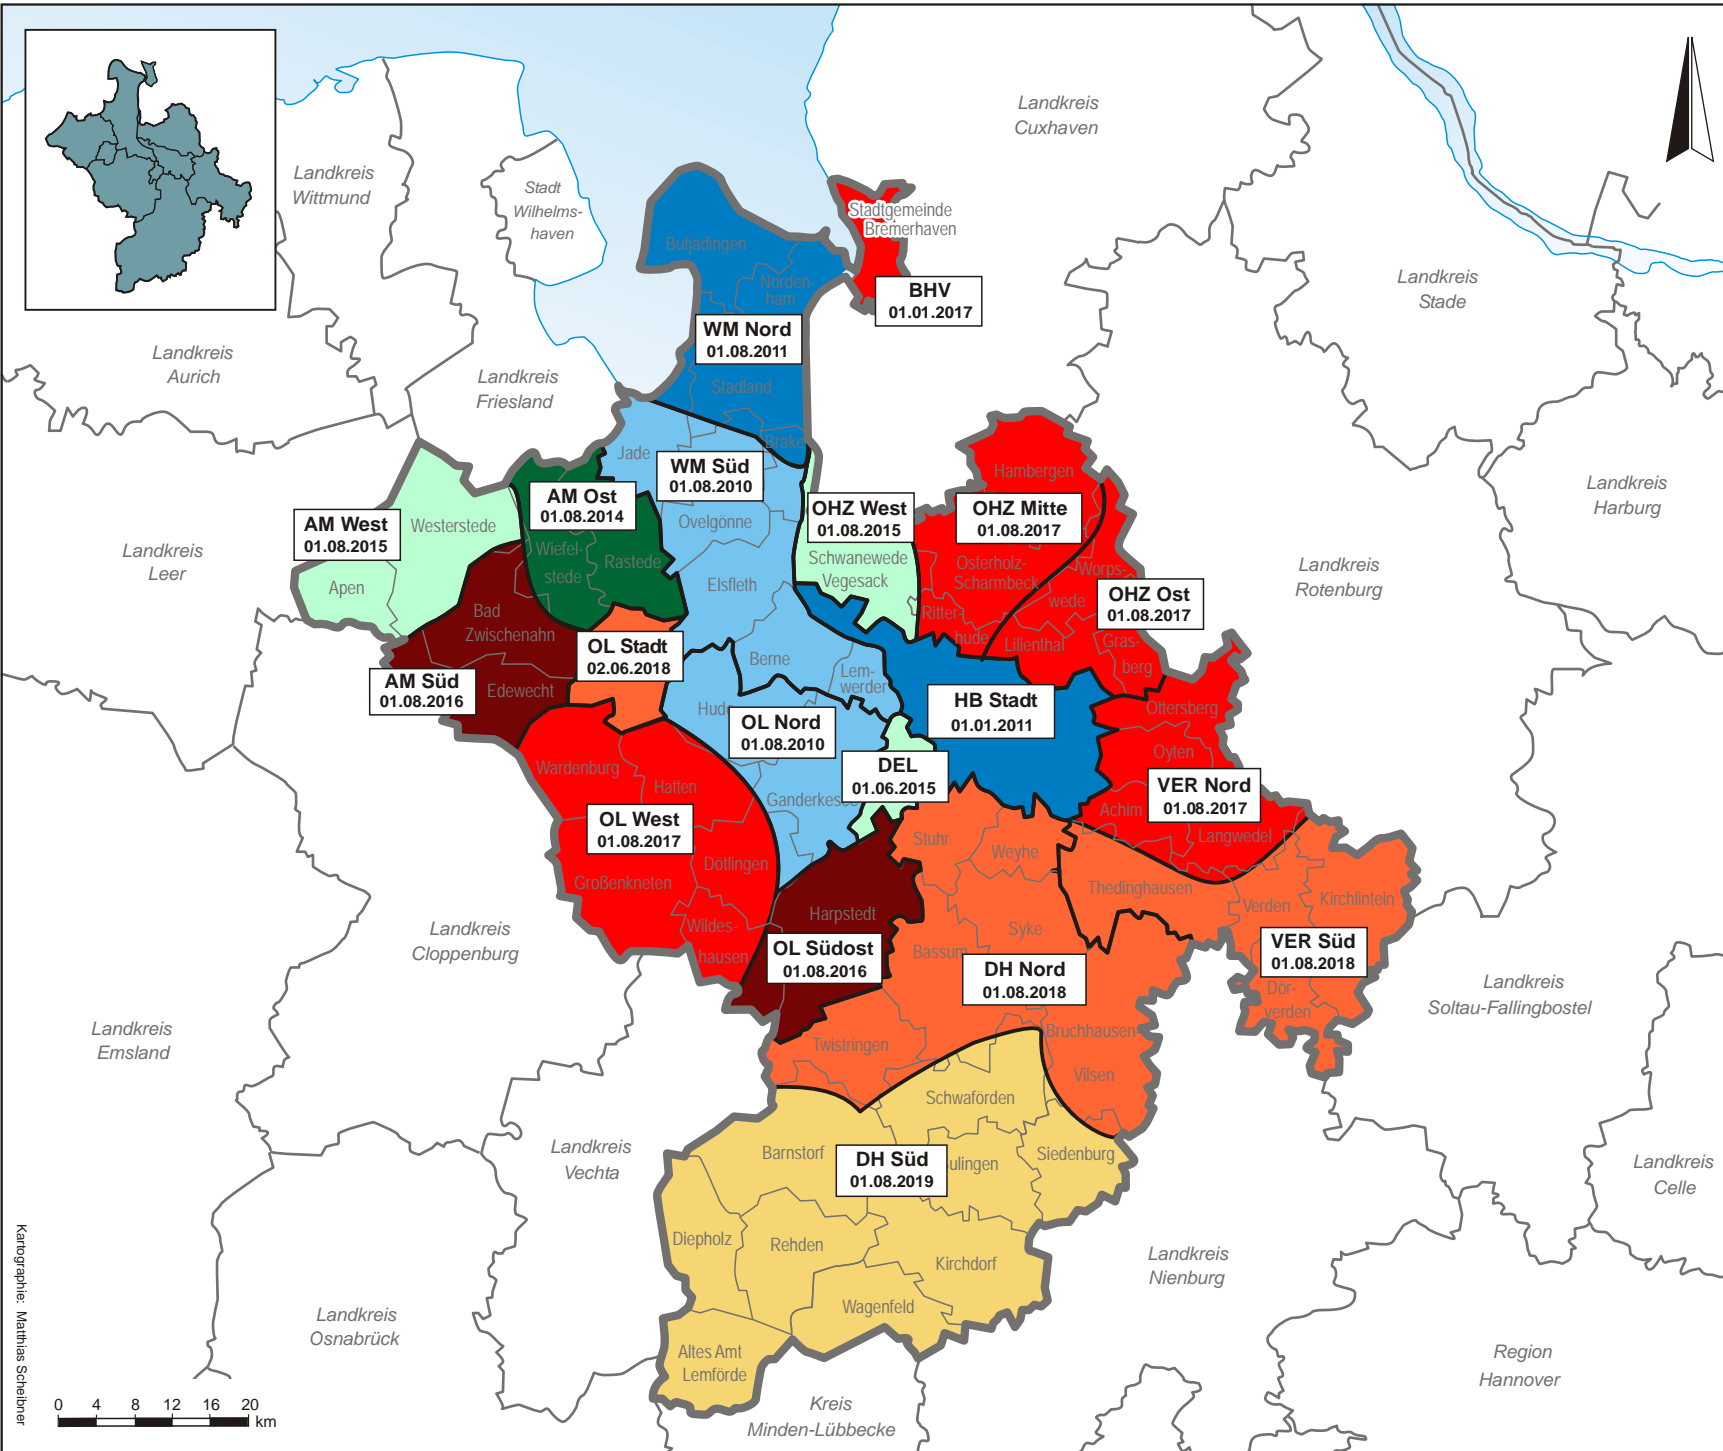 Landkreis
Cuxhaven
Landkreis
Wittmund
Stadt
Wilhelms-
haven
Stadtgemeinde
Bremerhaven
Butjadingen
Norden-
ham
BHV
01.01.2017
Landkreis
Stade
WM Nord
01.08.2011
Landkreis
Aurich
Landkreis
Friesland
Stadland
Brake
Jade
WM Süd
01.08.2010
Hambergen
Landkreis
Harburg
AM Ost
01.08.2014
AM West
01.08.2015
Westerstede
Ovelgönne
OHZ West
01.08.2015
OHZ Mitte
01.08.2017
Landkreis
Leer
Wiefel-
stede
Rastede
Schwanewede
Vegesack
Osterholz-
Scharmbeck
Worps-
wede
Landkreis
Rotenburg
Apen
Elsfleth
OHZ Ost
01.08.2017
Bad
Zwischenahn
Ritter-
hude
Lilienthal
Gras-
berg
OL Stadt
02.06.2018
Berne
Lem-
werder
AM Süd
01.08.2016
Edewecht
HB Stadt
01.01.2011
Ottersberg
Hude
OL Nord
01.08.2010
Oyten
DEL
01.06.2015
Wardenburg
Hatten
Ganderkesee
VER Nord
01.08.2017
Achim
Langwedel
OL West
01.08.2017
Stuhr
Weyhe
Dötlingen
Großenkneten
Thedinghausen
Verden
Kirchlinteln
Harpstedt
Wildes-
hausen
Syke
Bassum
Landkreis
Cloppenburg
OL Südost
01.08.2016
DH Nord
01.08.2018
VER Süd
01.08.2018
Dör-
verden
Landkreis
Soltau-Fallingbostel
Landkreis
Emsland
Bruchhausen-
Vilsen
Twistringen
Schwaförden
Landkreis
Vechta
Barnstorf
DH Süd
01.08.2019
ulingen
Siedenburg
Landkreis
Celle
Diepholz
Rehden
Kirchdorf
Landkreis
Nienburg
Wagenfeld
Landkreis
Osnabrück
Altes Amt
Lemförde
Region
Hannover
Kreis
Minden-Lübbecke
Kartographie: Matthias Scheibner
0 4 8 12 16 20
km